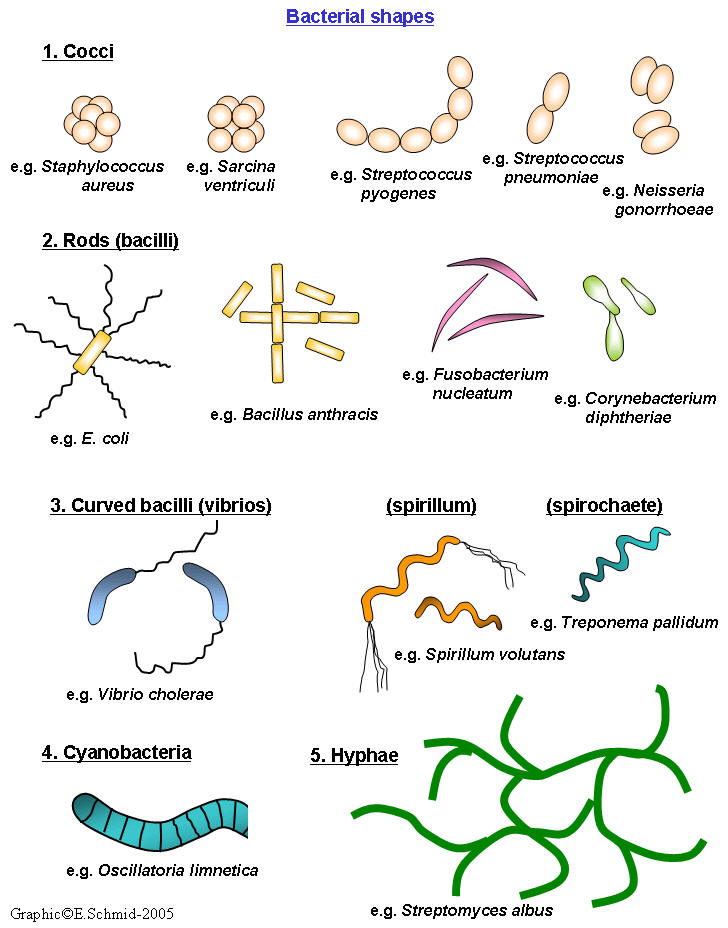 Bacterial shapes
1. Cocci
e.g. Staphylococcus
aureus
e.g. Sarcina
ventriculi
e.g. Streptococcus
pyogenes
e.g. Streptococcus
pneumoniae
e.g. Neisseria
gonorrhoeae
2. Rods (bacilli)
e.g. E. coli
e.g. Bacillus anthracis
e.g. Fusobacterium
nucleatum
e.g. Corynebacterium
diphtheriae
3. Curved bacilli (vibrios)
(spirillum)
(spirochaete)
e.g. Vibrio cholerae
e.g. Spirillum volutans
e.g. Treponema pallidum
4. Cyanobacteria
e.g. Oscillatoria limnetica
5. Hyphae
e.g. Streptomyces albus
Graphic©E.Schmid-2005